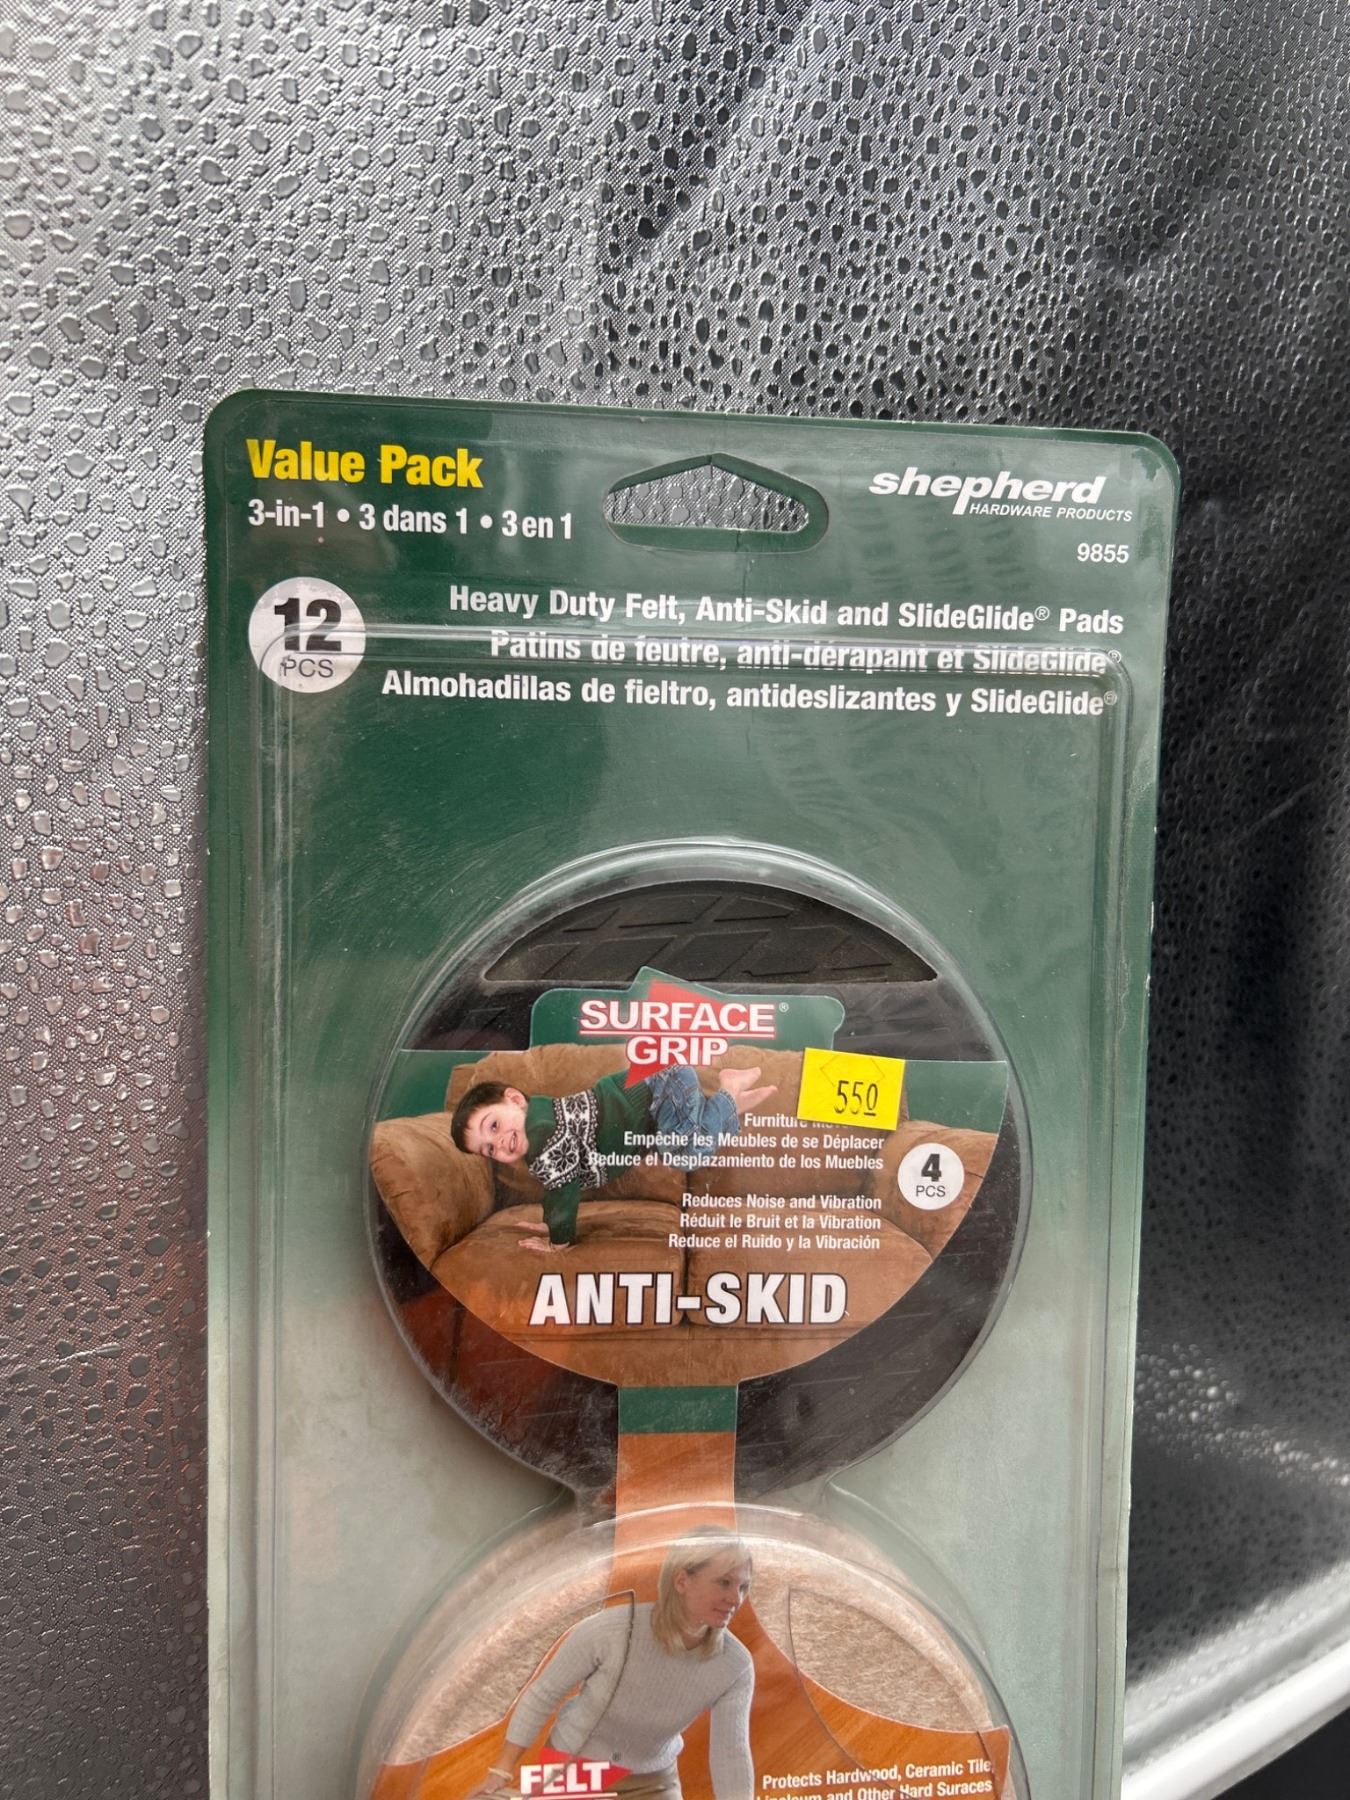 Value Pack
3-in-1 • 3 dans 1 • 3 en 1
shepherd
HARDWARE PRODUCTS
9855
12
PCS
Heavy Duty Felt, Anti-Skid and SlideGlide® Pads
Patins de feutre, anti-dérapant et SlideGlide®
Almohadillas de fieltro, antideslizantes y SlideGlide®
SURFACE®
GRIP
550
Furniture
Empêche les Meubles de se Déplacer
Reduce el Desplazamiento de los Muebles
4
PCS
Reduces Noise and Vibration
Réduit le Bruit et la Vibration
Reduce el Ruido y la Vibración
ANTI-SKID
FELT®
Protects Hardwood, Ceramic Tile,
Linoleum and Other Hard Suraces